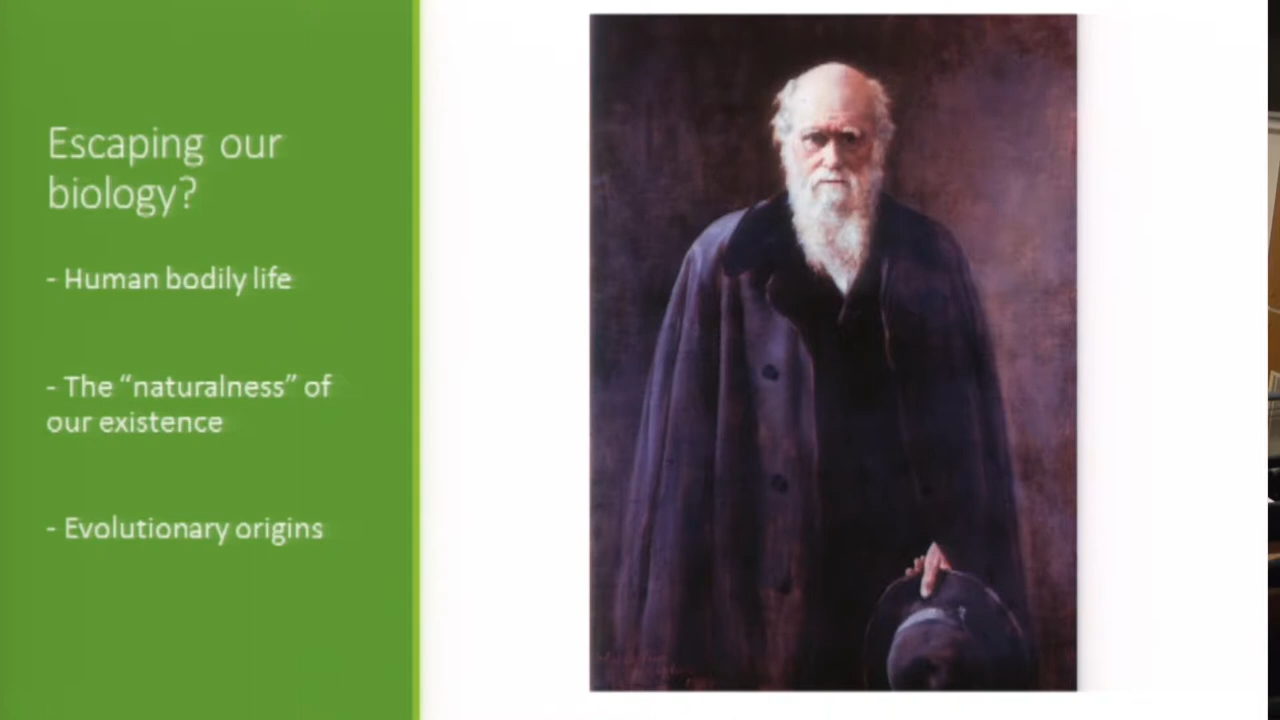 Escaping our
biology?
- Human bodily life
- The “naturalness” of
our existence
- Evolutionary origins